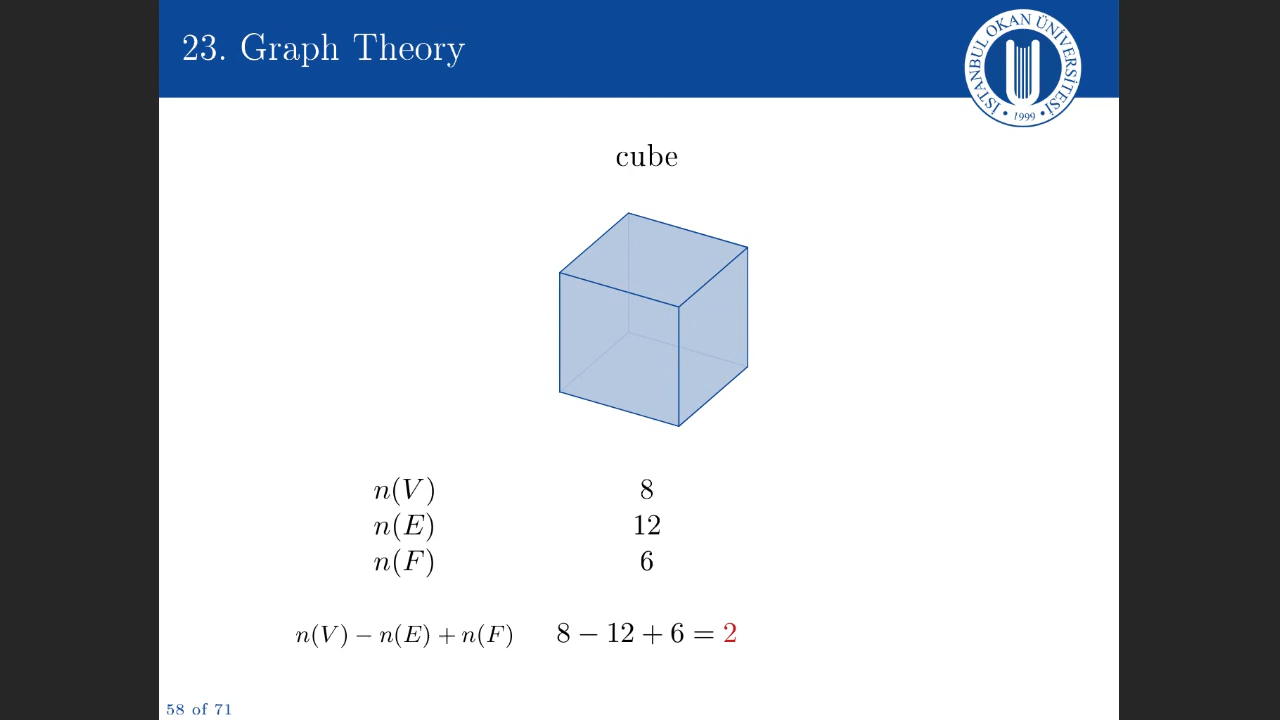 23. Graph Theory
İSTANBUL OKAN ÜNİVERSİTESİ
• 1999 •
cube
n(V) 8
n(E) 12
n(F) 6
n(V) − n(E) + n(F) 8 − 12 + 6 = 2
58 of 71